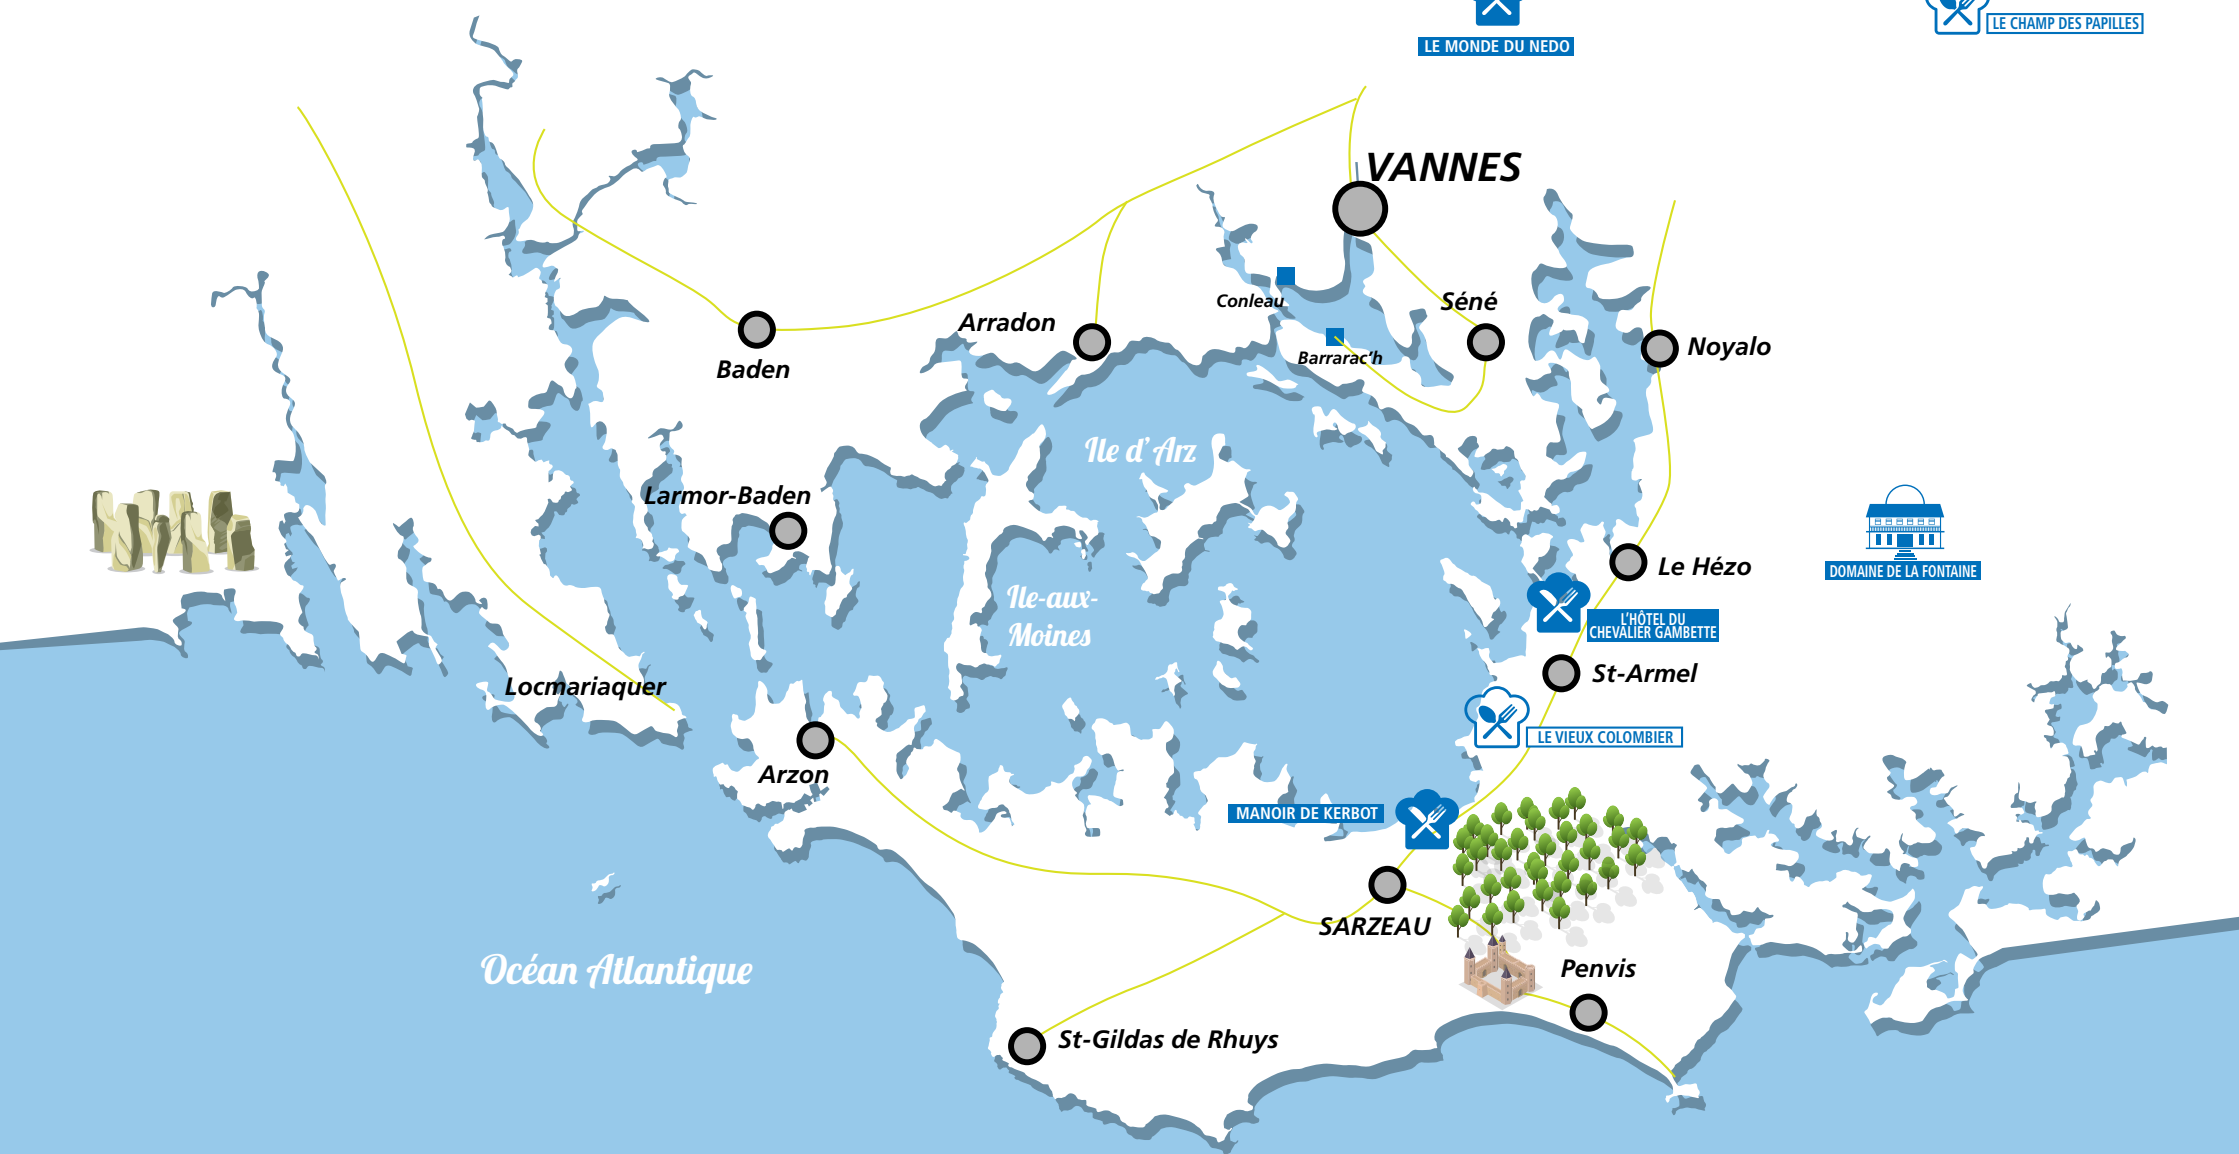 LE CHAMP DES PAPILLES
LE MONDE DU NEDO
VANNES
Conleau
Séné
Arradon
Barrarac'h
Noyalo
Baden
Ile d'Arz
Larmor-Baden
Le Hézo
DOMAINE DE LA FONTAINE
Ile-aux-
Moines
L'HÔTEL DU
CHEVALIER GAMBETTE
St-Armel
Locmariaquer
LE VIEUX COLOMBIER
Arzon
MANOIR DE KERBOT
SARZEAU
Océan Atlantique
Penvis
St-Gildas de Rhuys